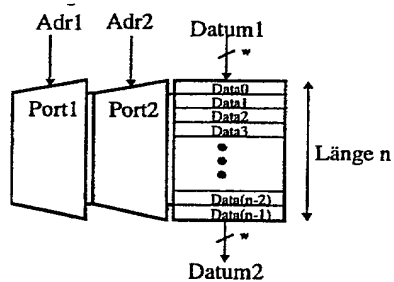 Adr1 Adr2 Datum1
w
Port1 Port2
Data0
Data1
Data2
Data3
Länge n
Data(n-2)
Data(n-1)
w
Datum2